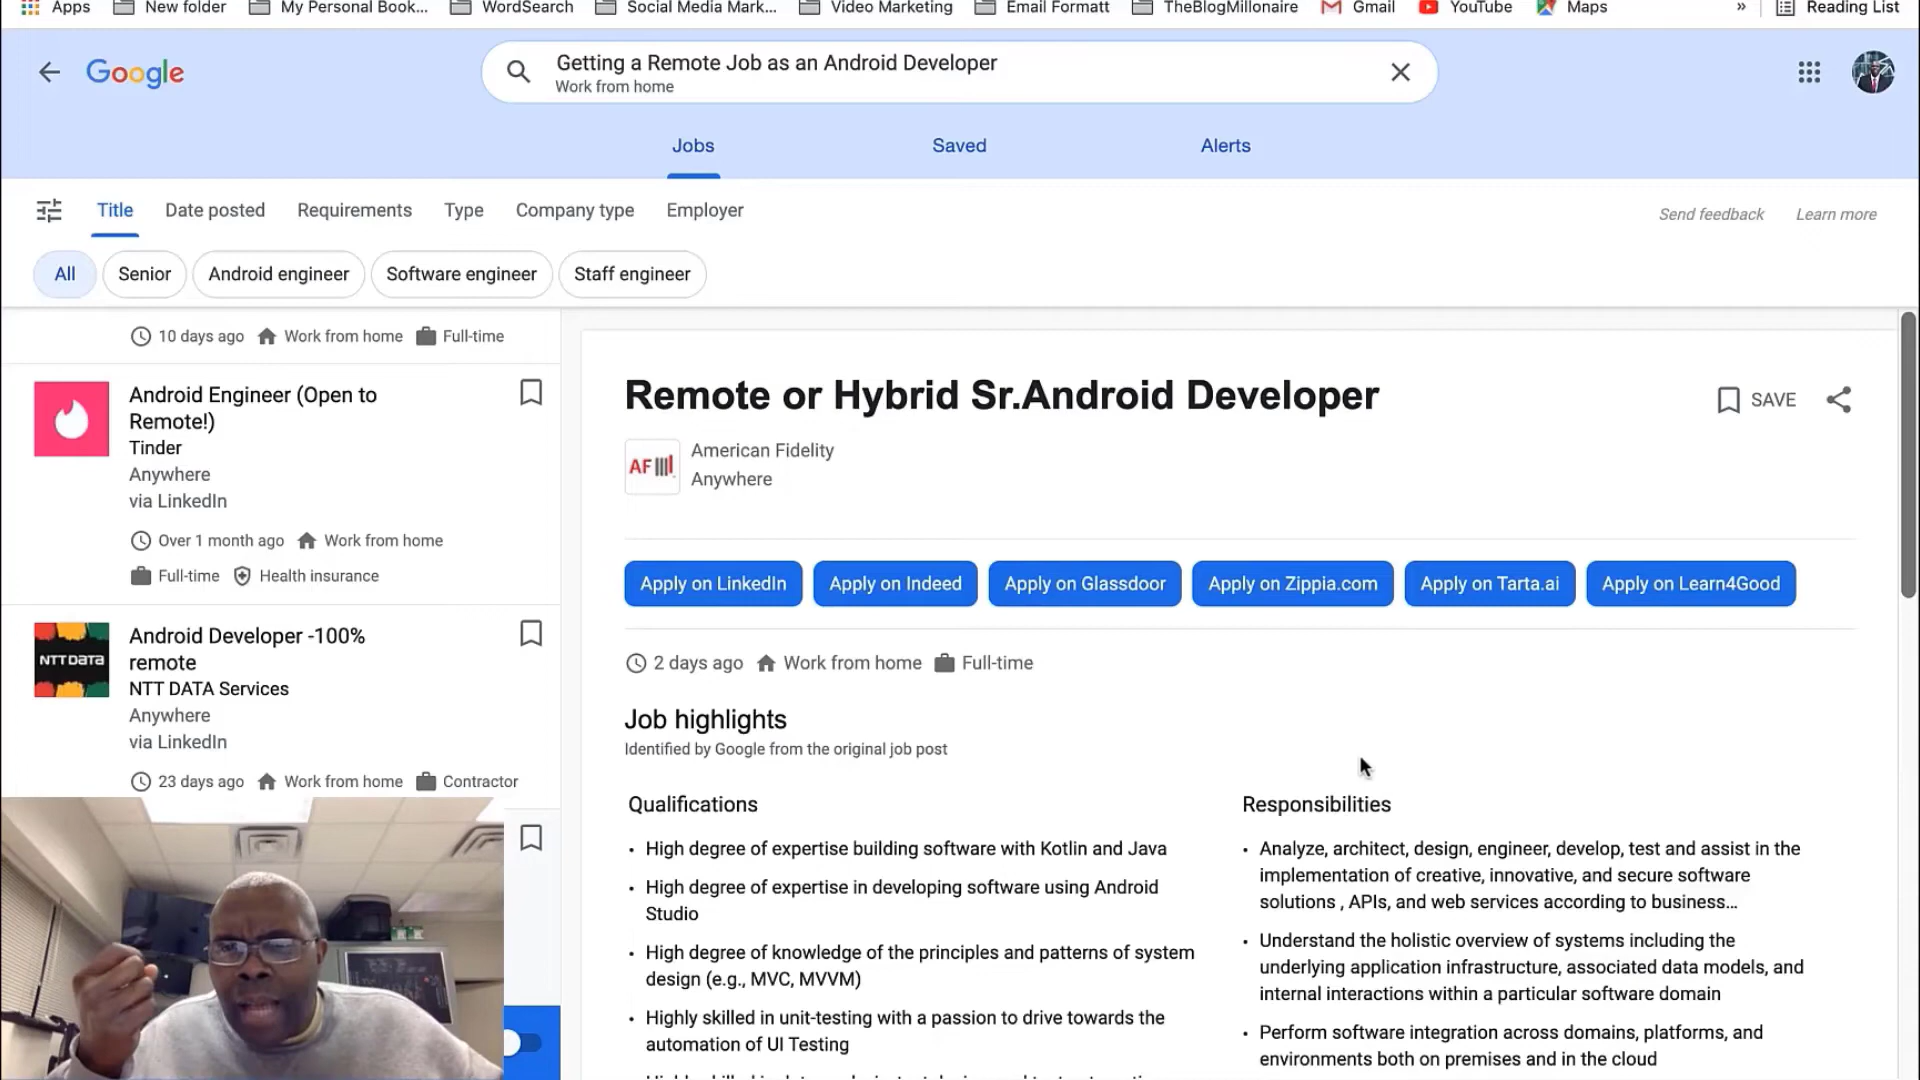 Apps
New folder
My Personal Book...
WordSearch
Social Media Mark...
Video Marketing
Email Formatt
TheBlogMillonaire
Gmail
YouTube
Maps
»
Reading List
Google
Getting a Remote Job as an Android Developer
Work from home
Jobs
Saved
Alerts
Title
Date posted
Requirements
Type
Company type
Employer
Send feedback
Learn more
All
Senior
Android engineer
Software engineer
Staff engineer
10 days ago
Work from home
Full-time
Android Engineer (Open to
Remote!)
Tinder
Anywhere
via LinkedIn
Over 1 month ago
Work from home
Full-time
Health insurance
NTT DATA
Android Developer -100%
remote
NTT DATA Services
Anywhere
via LinkedIn
23 days ago
Work from home
Contractor
Remote or Hybrid Sr.Android Developer
SAVE
AF
American Fidelity
Anywhere
Apply on LinkedIn
Apply on Indeed
Apply on Glassdoor
Apply on Zippia.com
Apply on Tarta.ai
Apply on Learn4Good
2 days ago
Work from home
Full-time
Job highlights
Identified by Google from the original job post
Qualifications
• High degree of expertise building software with Kotlin and Java
• High degree of expertise in developing software using Android
Studio
• High degree of knowledge of the principles and patterns of system
design (e.g., MVC, MVVM)
• Highly skilled in unit-testing with a passion to drive towards the
automation of UI Testing
Responsibilities
• Analyze, architect, design, engineer, develop, test and assist in the
implementation of creative, innovative, and secure software
solutions , APIs, and web services according to business...
• Understand the holistic overview of systems including the
underlying application infrastructure, associated data models, and
internal interactions within a particular software domain
• Perform software integration across domains, platforms, and
environments both on premises and in the cloud